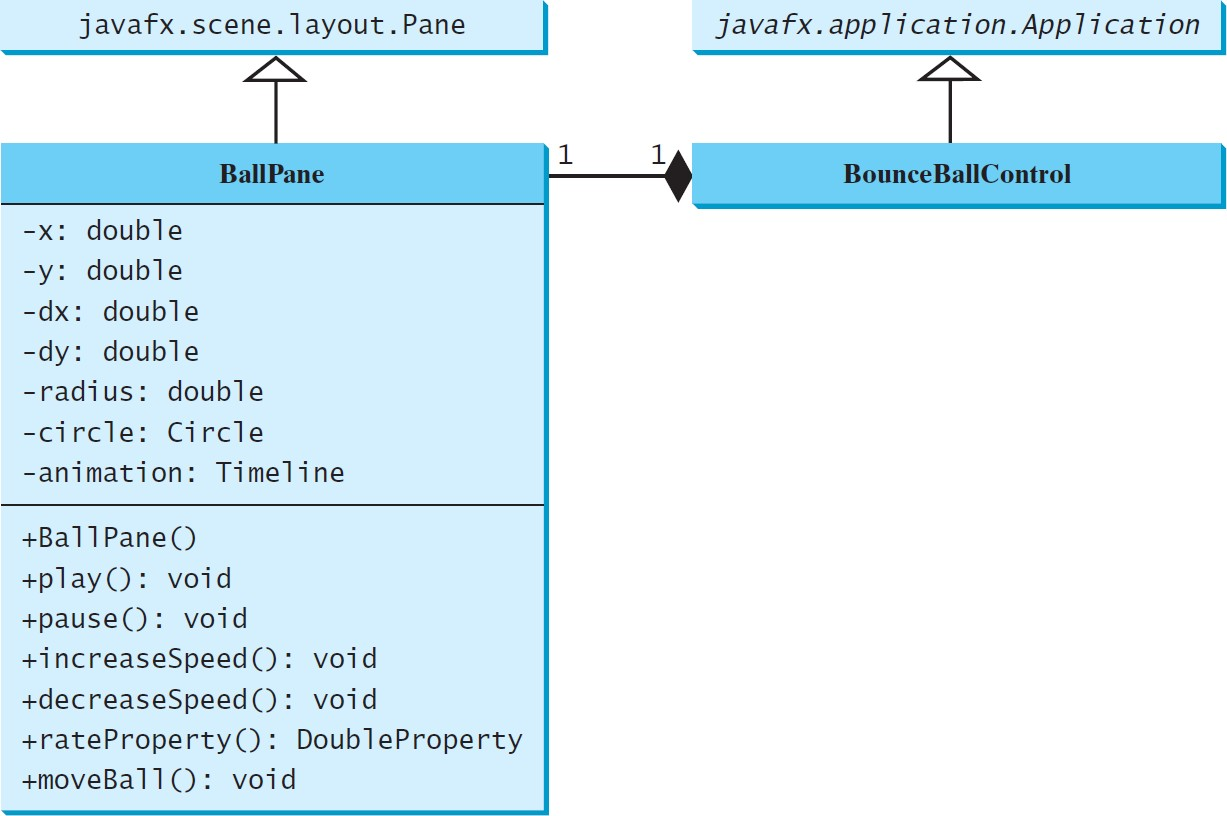 javafx.scene.layout.Pane
javafx.application.Application
BallPane
1
1
BounceBallControl
-x: double
-y: double
-dx: double
-dy: double
-radius: double
-circle: Circle
-animation: Timeline
+BallPane()
+play(): void
+pause(): void
+increaseSpeed(): void
+decreaseSpeed(): void
+rateProperty(): DoubleProperty
+moveBall(): void